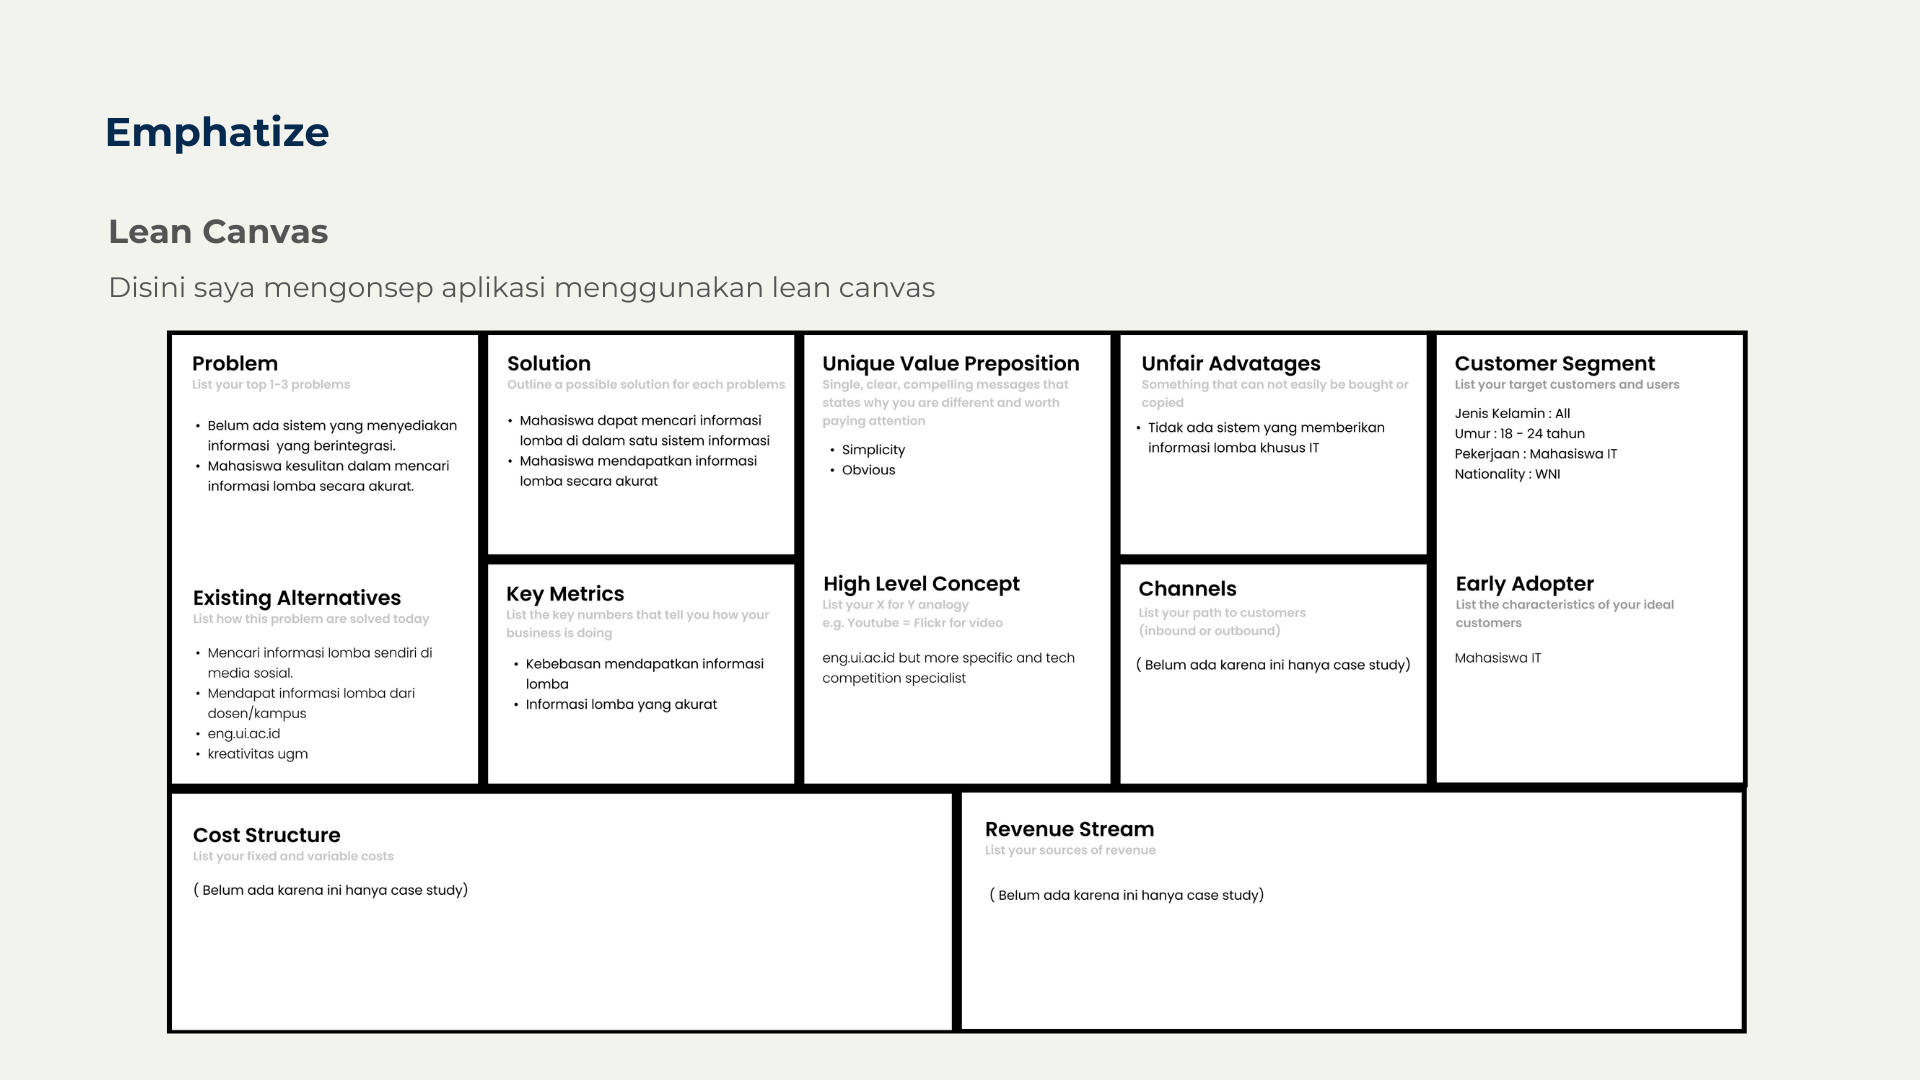 Emphatize
Lean Canvas
Disini saya mengonsep aplikasi menggunakan lean canvas
Problem
List your top 1-3 problems
• Belum ada sistem yang menyediakan
informasi yang berintegrasi.
• Mahasiswa kesulitan dalam mencari
informasi lomba secara akurat.
Existing Alternatives
List how this problem are solved today
• Mencari informasi lomba sendiri di
media sosial.
• Mendapat informasi lomba dari
dosen/kampus
• eng.ui.ac.id
• kreativitas ugm
Solution
Outline a possible solution for each problems
• Mahasiswa dapat mencari informasi
lomba di dalam satu sistem informasi
• Mahasiswa mendapatkan informasi
lomba secara akurat
Key Metrics
List the key numbers that tell you how your
business is doing
• Kebebasan mendapatkan informasi
lomba
• Informasi lomba yang akurat
Unique Value Preposition
Single, clear, compelling messages that
states why you are different and worth
paying attention
• Simplicity
• Obvious
High Level Concept
List your X for Y analogy
e.g. Youtube = Flickr for video
eng.ui.ac.id but more specific and tech
competition specialist
Unfair Advatages
Something that can not easily be bought or
copied
• Tidak ada sistem yang memberikan
informasi lomba khusus IT
Channels
List your path to customers
(inbound or outbound)
( Belum ada karena ini hanya case study)
Customer Segment
List your target customers and users
Jenis Kelamin : All
Umur : 18 - 24 tahun
Pekerjaan : Mahasiswa IT
Nationality : WNI
Early Adopter
List the characteristics of your ideal
customers
Mahasiswa IT
Cost Structure
List your fixed and variable costs
( Belum ada karena ini hanya case study)
Revenue Stream
List your sources of revenue
( Belum ada karena ini hanya case study)